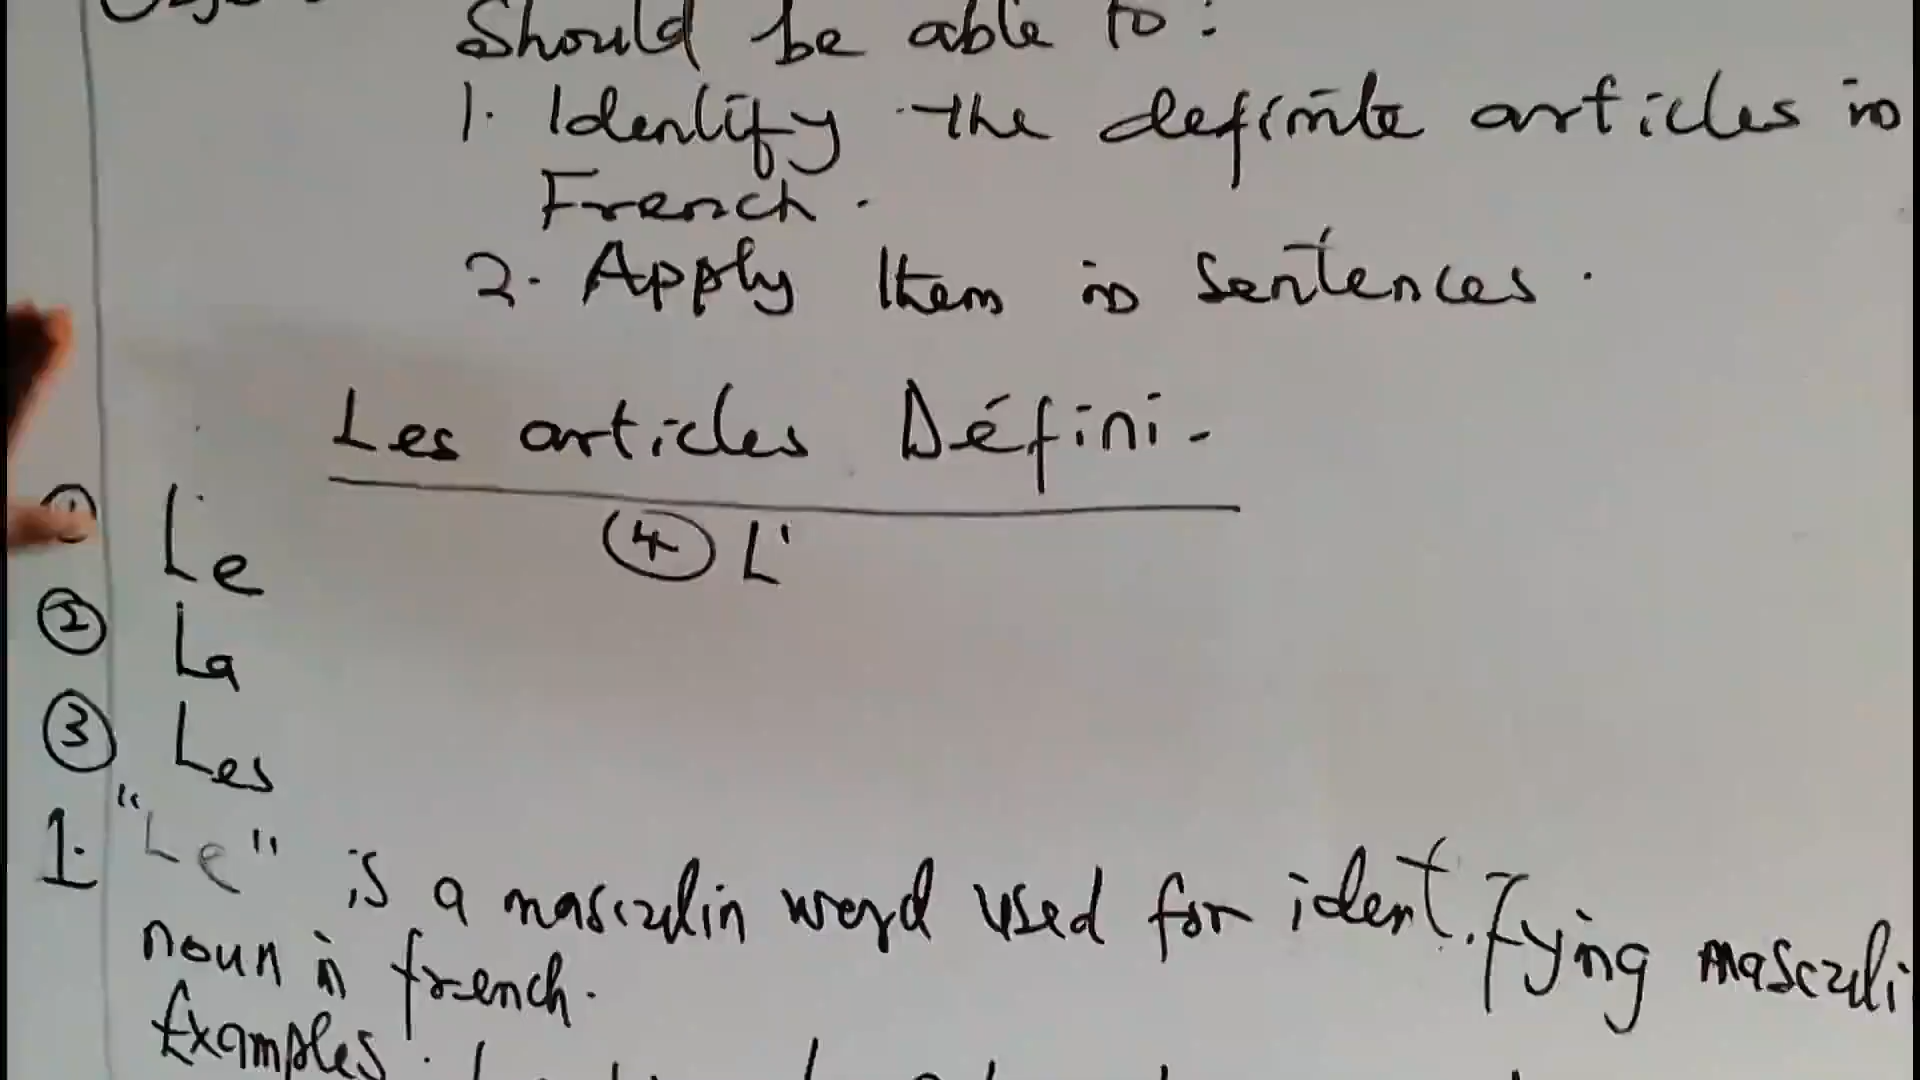 Should be able to:
1. Identify the definite articles in
French.
2. Apply them in sentences.
Les articles Défini-
① Le
④ L'
② La
③ Les
1. "Le" is a masculin word used for identifying masculi
noun in french.
Examples.